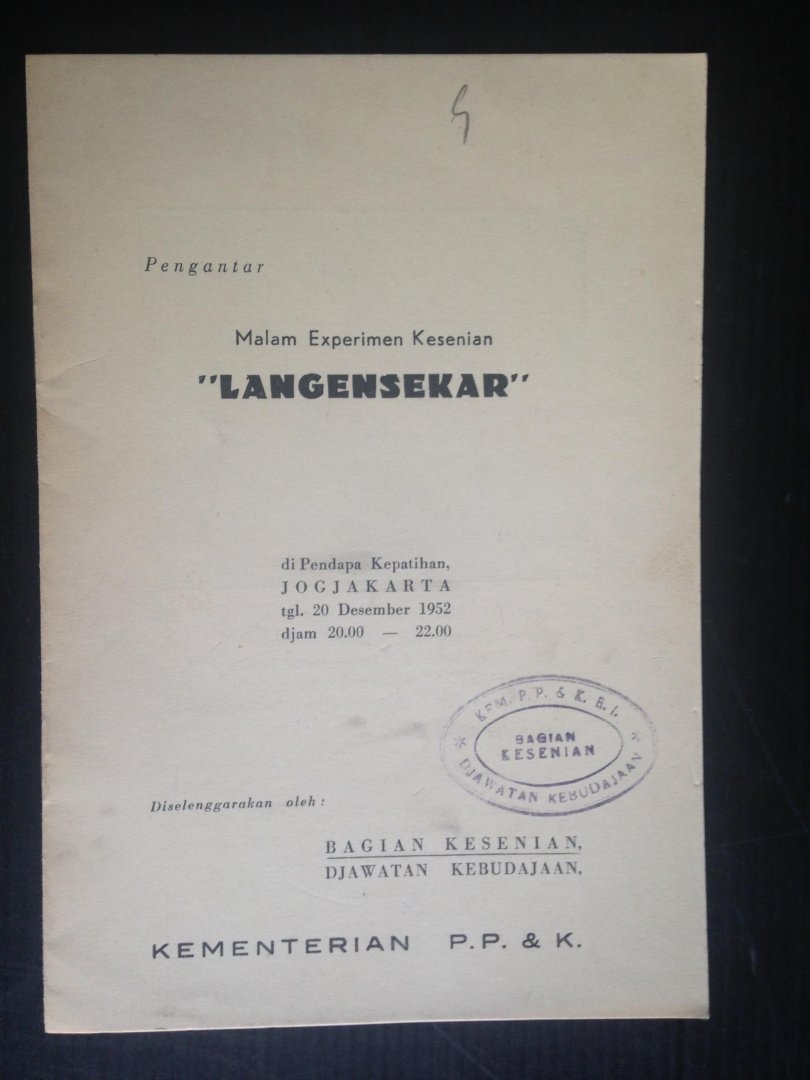 Pengantar
Malam Experimen Kesenian
"LANGENSEKAR"
di Pendapa Kepatihan,
JOGJAKARTA
tgl. 20 Desember 1952
djam 20.00 — 22.00
KEM. P.P. & K. R.I.
BAGIAN
KESENIAN
* DJAWATAN KEBUDAJAAN *
Diselenggarakan oleh :
BAGIAN KESENIAN,
DJAWATAN KEBUDAJAAN,
KEMENTERIAN P.P. & K.